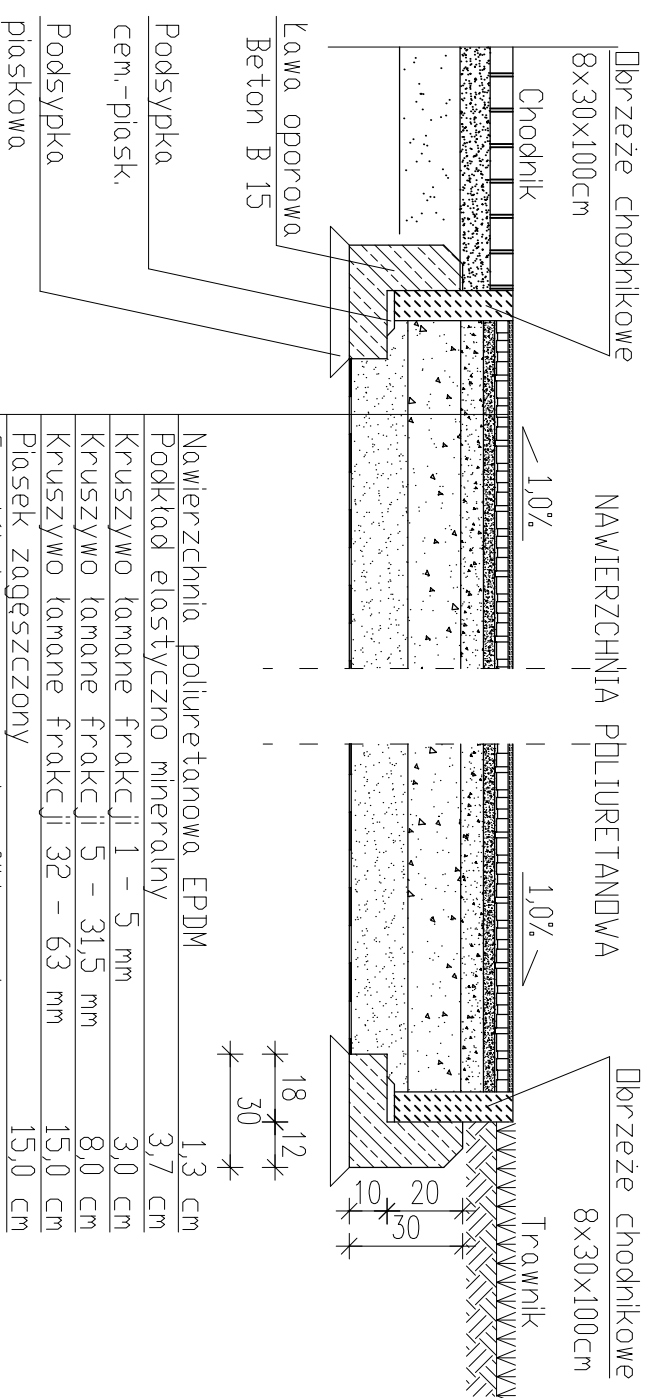 Obrzeże chodnikowe
8x30x100cm
NAWIERZCHNIA POLIURETANOWA
Obrzeże chodnikowe
8x30x100cm
Chodnik
1,0%
1,0%
Trawnik
Ława oporowa
Beton B 15
Podsypka
cem.-piask.
Podsypka
piaskowa
18
12
30
10
20
30
Nawierzchnia poliuretanowa EPDM 1,3 cm
Podkład elastyczno mineralny 3,7 cm
Kruszywo łamane frakcji 1 - 5 mm 3,0 cm
Kruszywo łamane frakcji 5 - 31,5 mm 8,0 cm
Kruszywo łamane frakcji 32 - 63 mm 15,0 cm
Piasek zagęszczony 15,0 cm